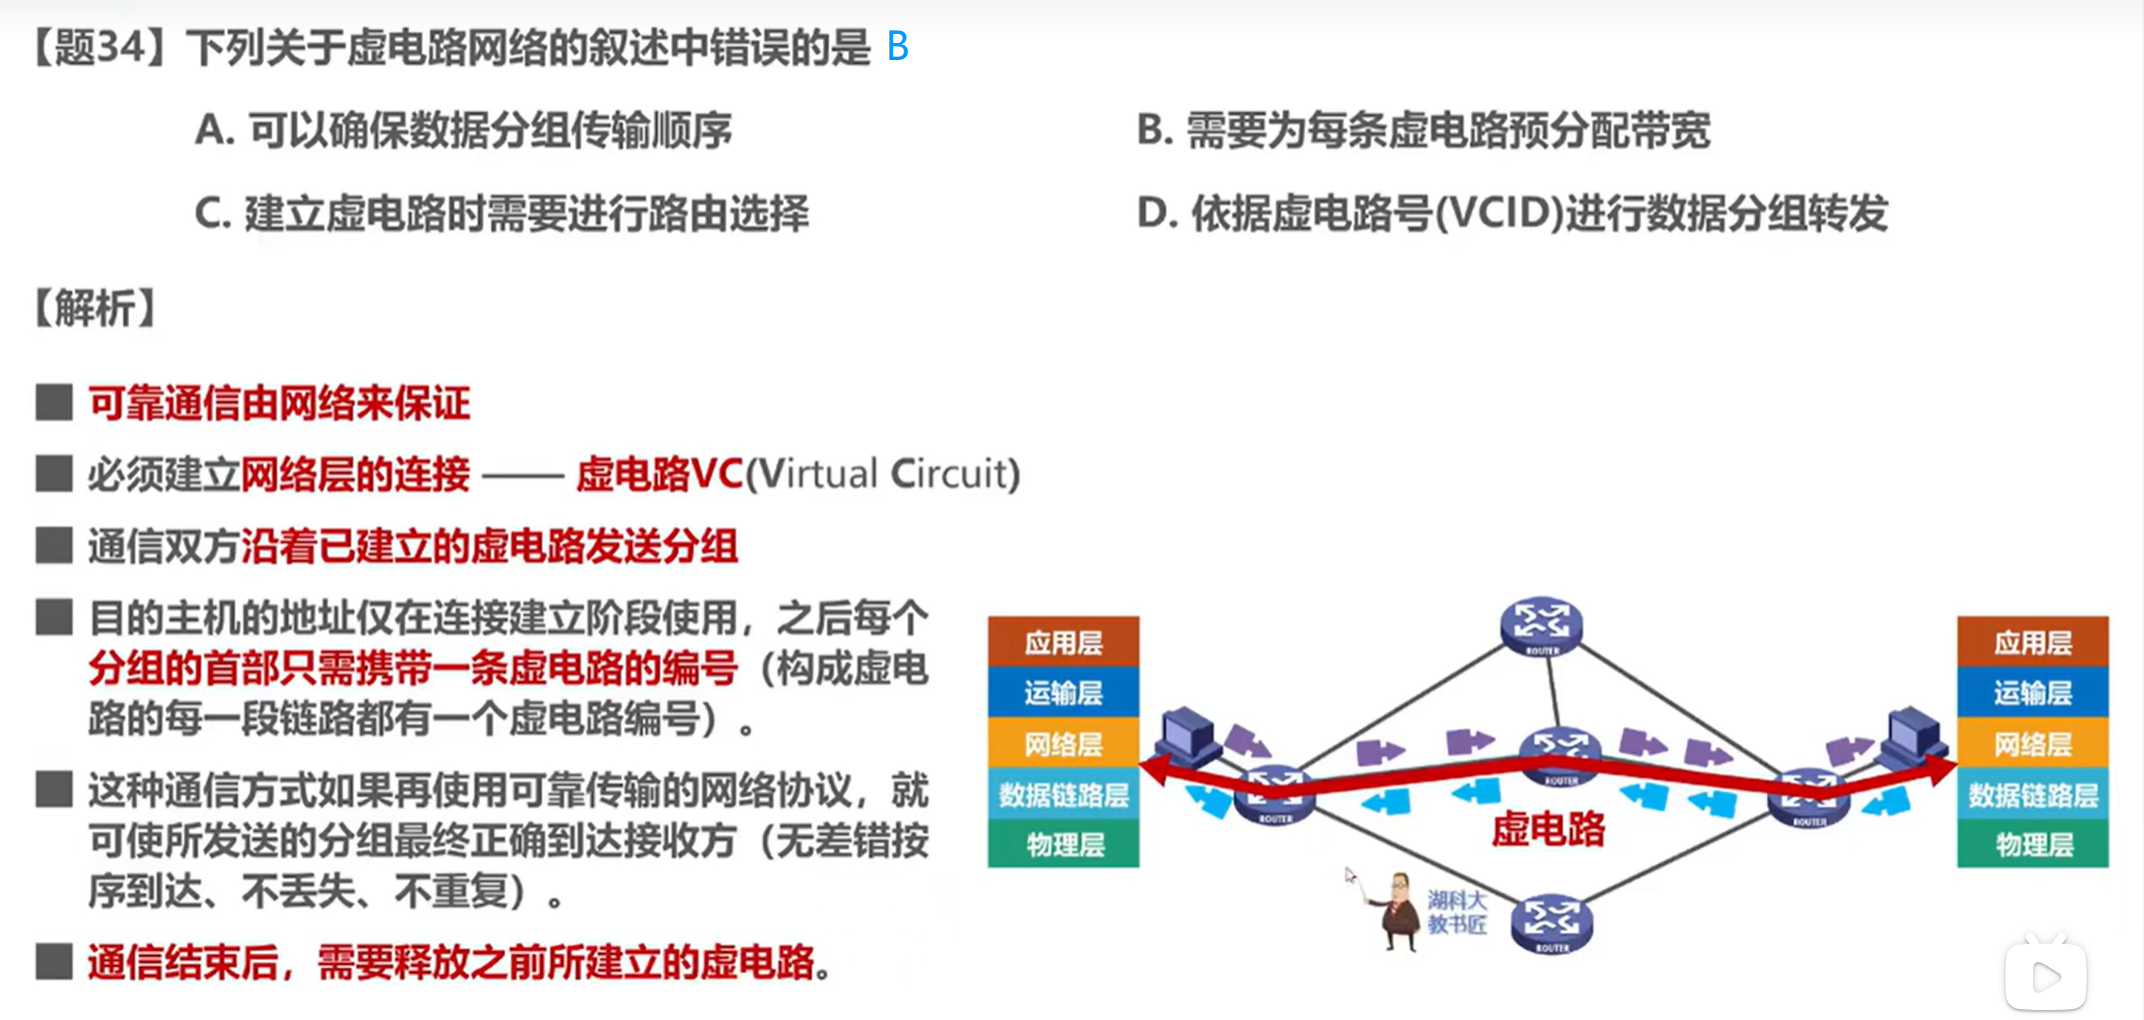 【题34】下列关于虚电路网络的叙述中错误的是 B
A. 可以确保数据分组传输顺序
B. 需要为每条虚电路预分配带宽
C. 建立虚电路时需要进行路由选择
D. 依据虚电路号(VCID)进行数据分组转发
【解析】
可靠通信由网络来保证
必须建立网络层的连接 —— 虚电路VC(Virtual Circuit)
通信双方沿着已建立的虚电路发送分组
目的主机的地址仅在连接建立阶段使用，之后每个
分组的首部只需携带一条虚电路的编号（构成虚电
路的每一段链路都有一个虚电路编号）。
这种通信方式如果再使用可靠传输的网络协议，就
可使所发送的分组最终正确到达接收方（无差错按
序到达、不丢失、不重复）。
通信结束后，需要释放之前所建立的虚电路。
应用层
运输层
网络层
数据链路层
物理层
ROUTER
ROUTER
ROUTER
ROUTER
ROUTER
虚电路
湖科大
教书匠
应用层
运输层
网络层
数据链路层
物理层